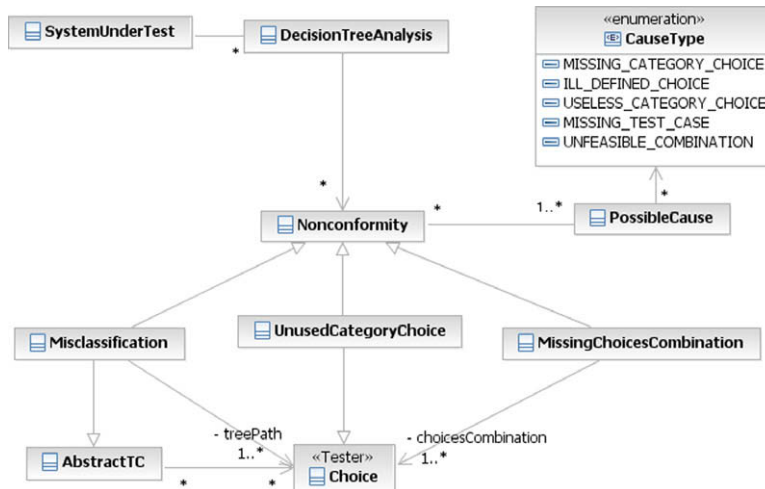 SystemUnderTest
*
DecisionTreeAnalysis
«enumeration»
CauseType
MISSING_CATEGORY_CHOICE
ILL_DEFINED_CHOICE
USELESS_CATEGORY_CHOICE
MISSING_TEST_CASE
UNFEASIBLE_COMBINATION
*
*
Nonconformity
*
1..*
PossibleCause
Misclassification
UnusedCategoryChoice
MissingChoicesCombination
- treePath
1..*
- choicesCombination
1..*
AbstractTC
*
*
«Tester»
Choice